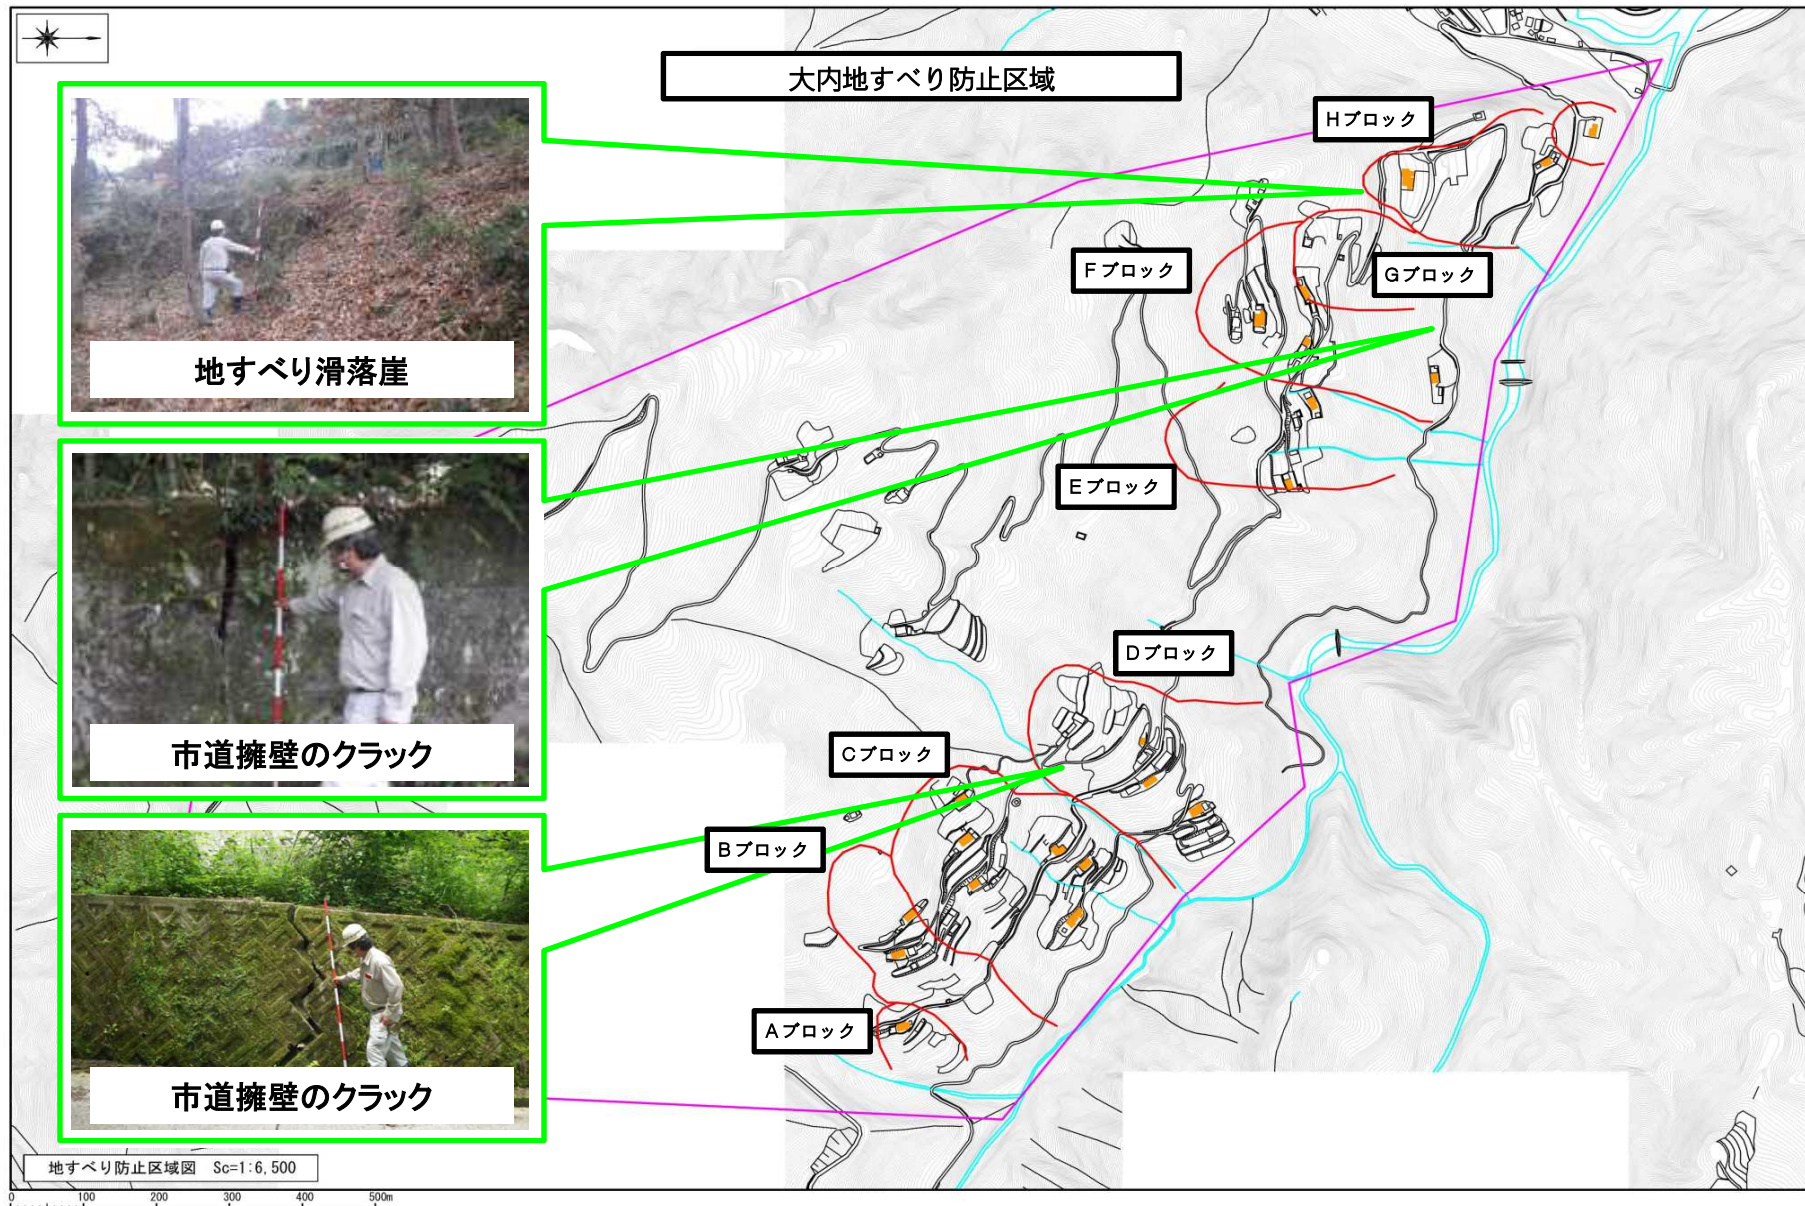 大内地すべり防止区域
Hブロック
Fブロック
Gブロック
地すべり滑落崖
Eブロック
市道擁壁のクラック
Dブロック
Cブロック
Bブロック
Aブロック
市道擁壁のクラック
地すべり防止区域図 Sc=1:6,500
0 100 200 300 400 500m